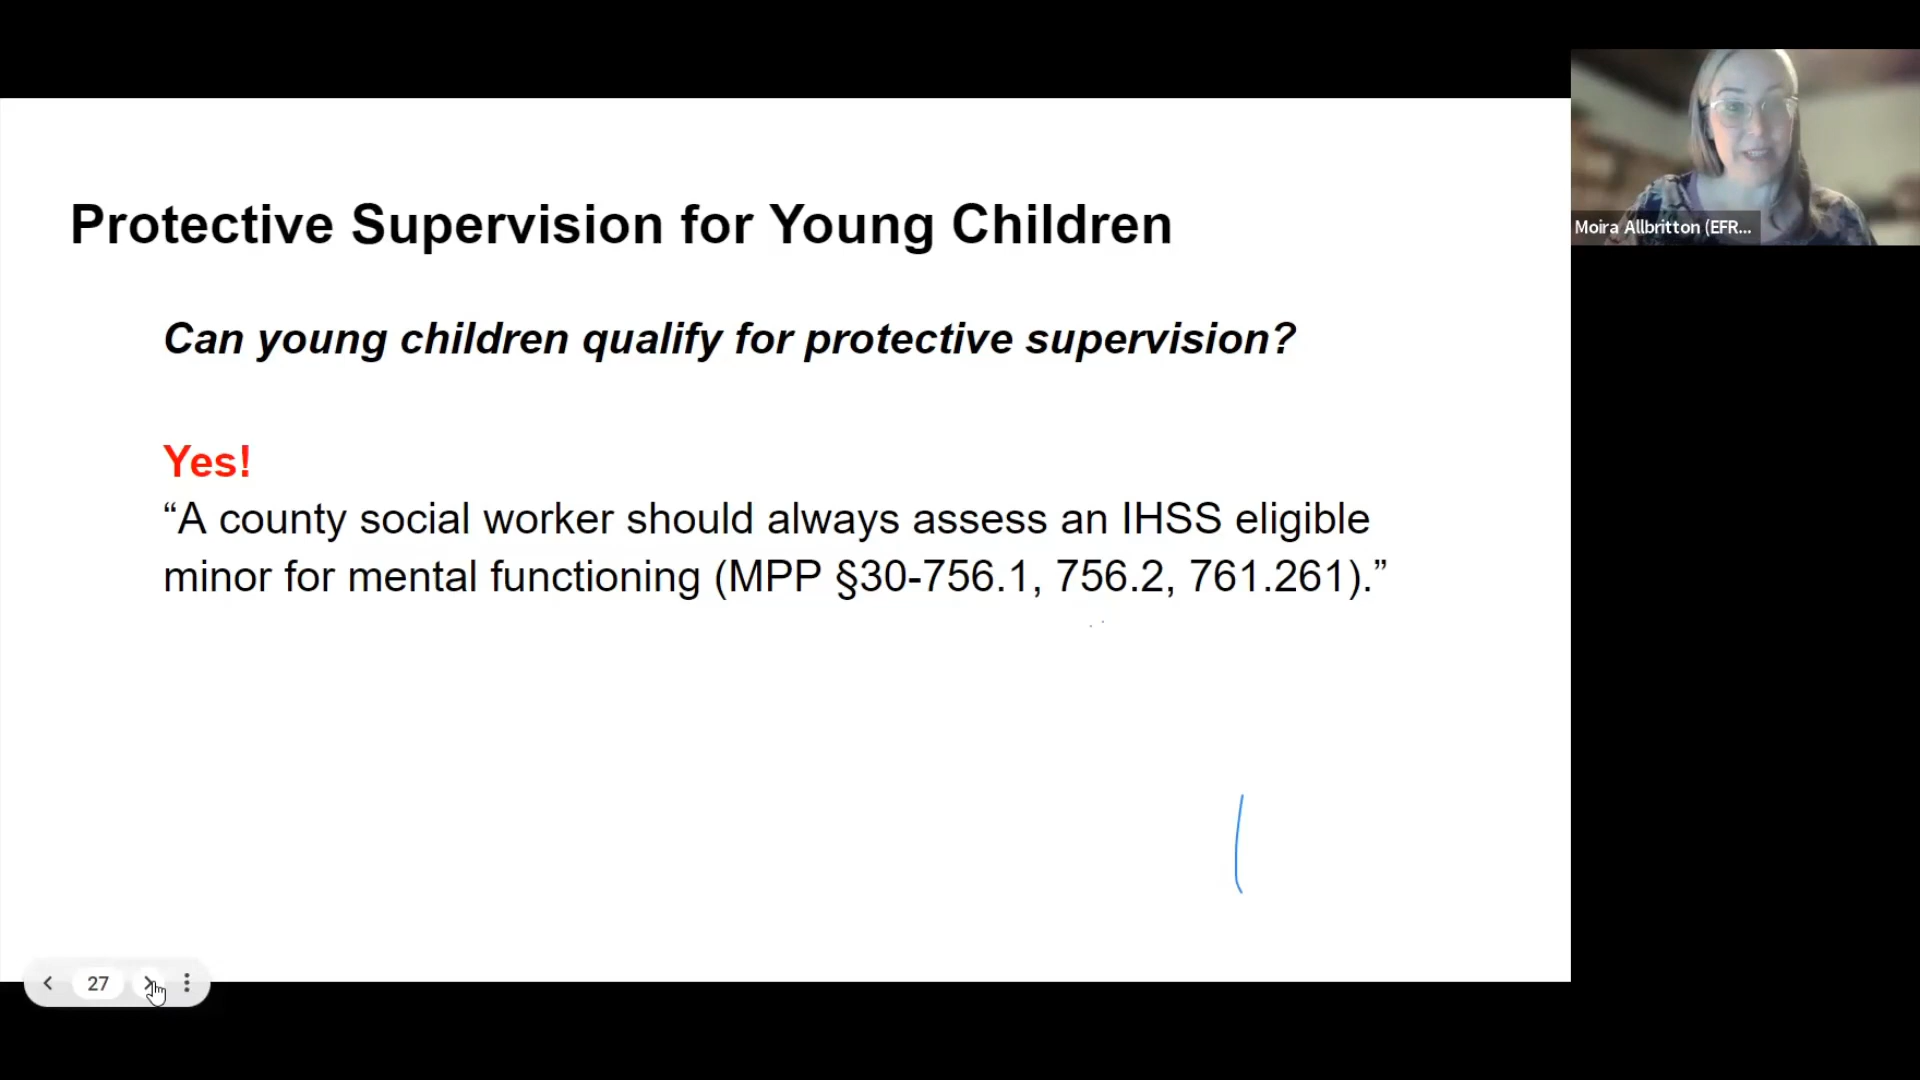 Protective Supervision for Young Children
Can young children qualify for protective supervision?
Yes!
“A county social worker should always assess an IHSS eligible
minor for mental functioning (MPP §30-756.1, 756.2, 761.261).”
Moira Allbritton (EFR...
27